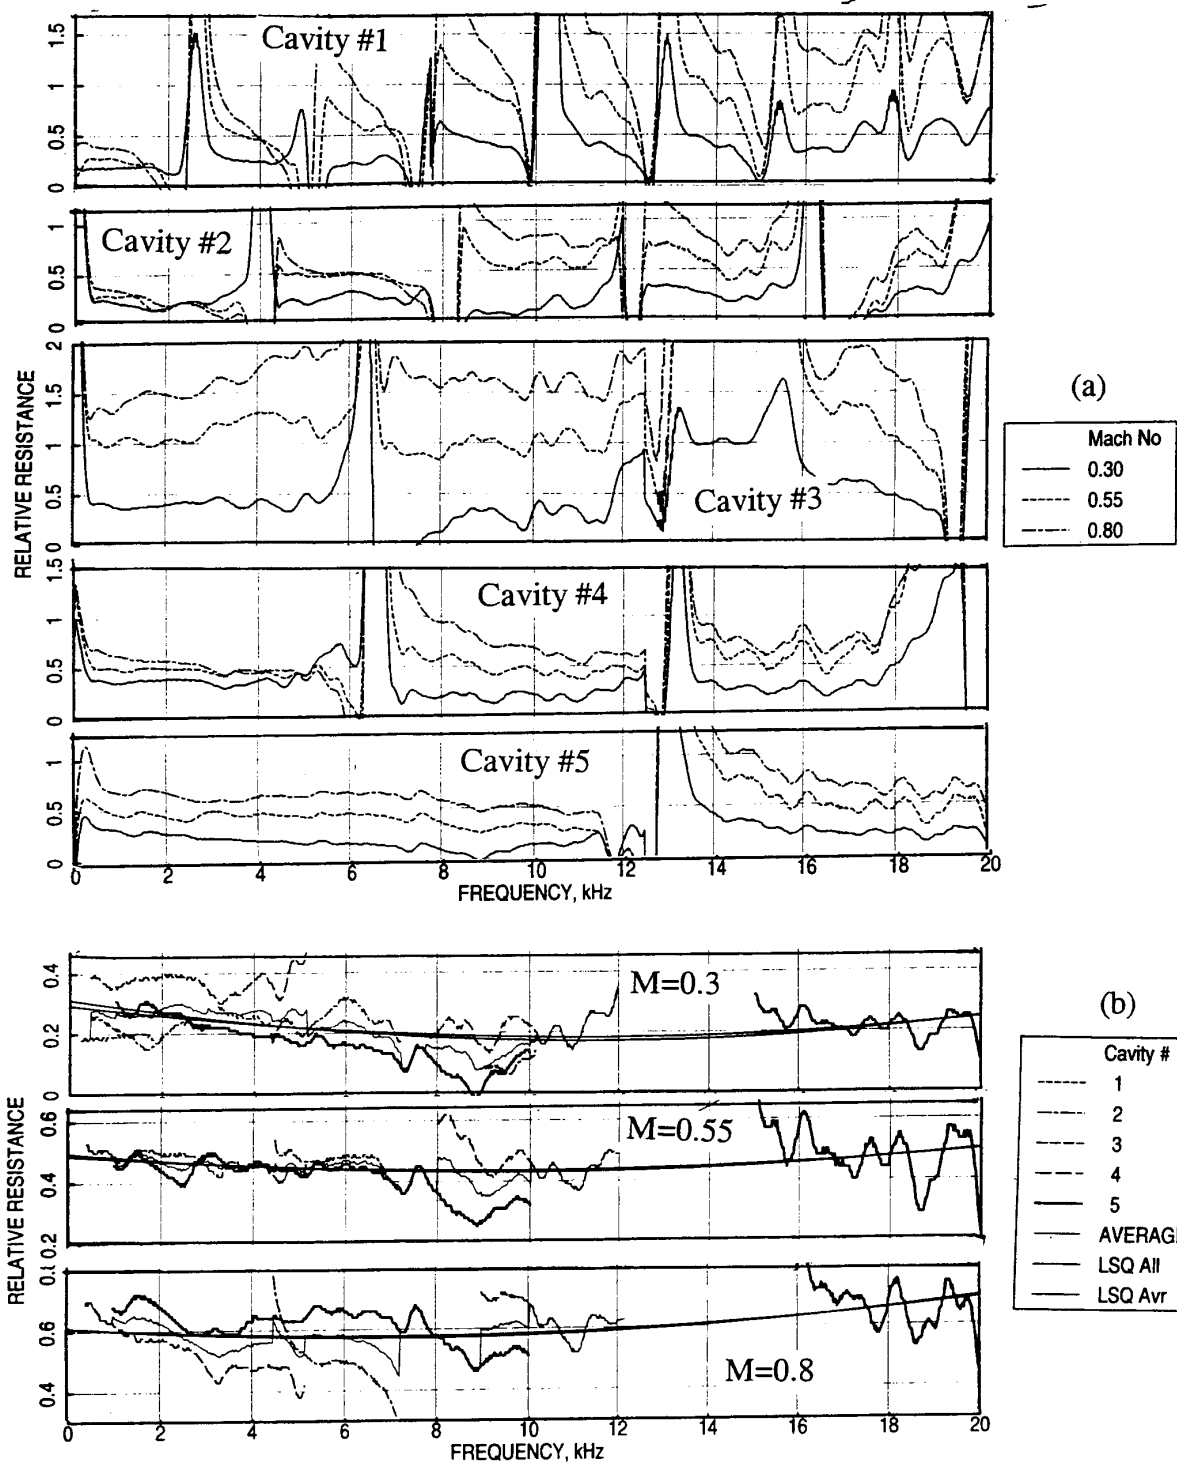 1.5
1
0.5
0
Cavity #1
1
0.5
0
Cavity #2
2
1.5
1
0.5
0
Cavity #3
RELATIVE RESISTANCE
(a)
Mach No
0.30
0.55
0.80
1.5
1
0.5
0
Cavity #4
1
0.5
0
Cavity #5
0 2 4 6 8 10 12 14 16 18 20
FREQUENCY, kHz
0.4
0.2
0
M=0.3
(b)
Cavity #
1
2
3
4
5
AVERAG
LSQ All
LSQ Avr
0.6
0.4
0.2
M=0.55
RELATIVE RESISTANCE
0.6
0.4
M=0.8
0 2 4 6 8 10 12 14 16 18 20
FREQUENCY, kHz